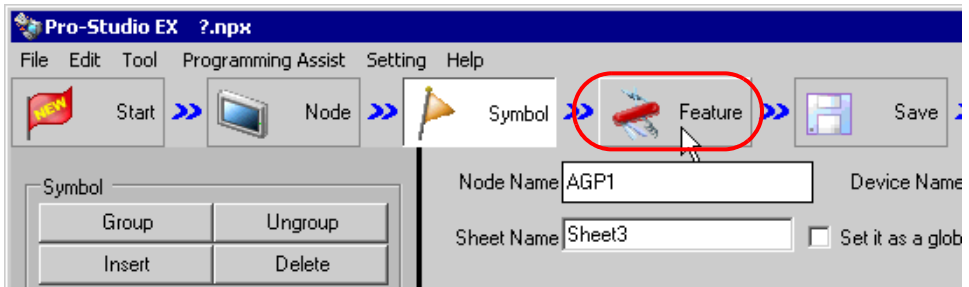 Pro-Studio EX ?.npx
File Edit Tool Programming Assist Setting Help
NEW Start Node Symbol Feature Save
Node Name AGP1 Device Name
Symbol
Group Ungroup
Sheet Name Sheet3 Set it as a glob
Insert Delete